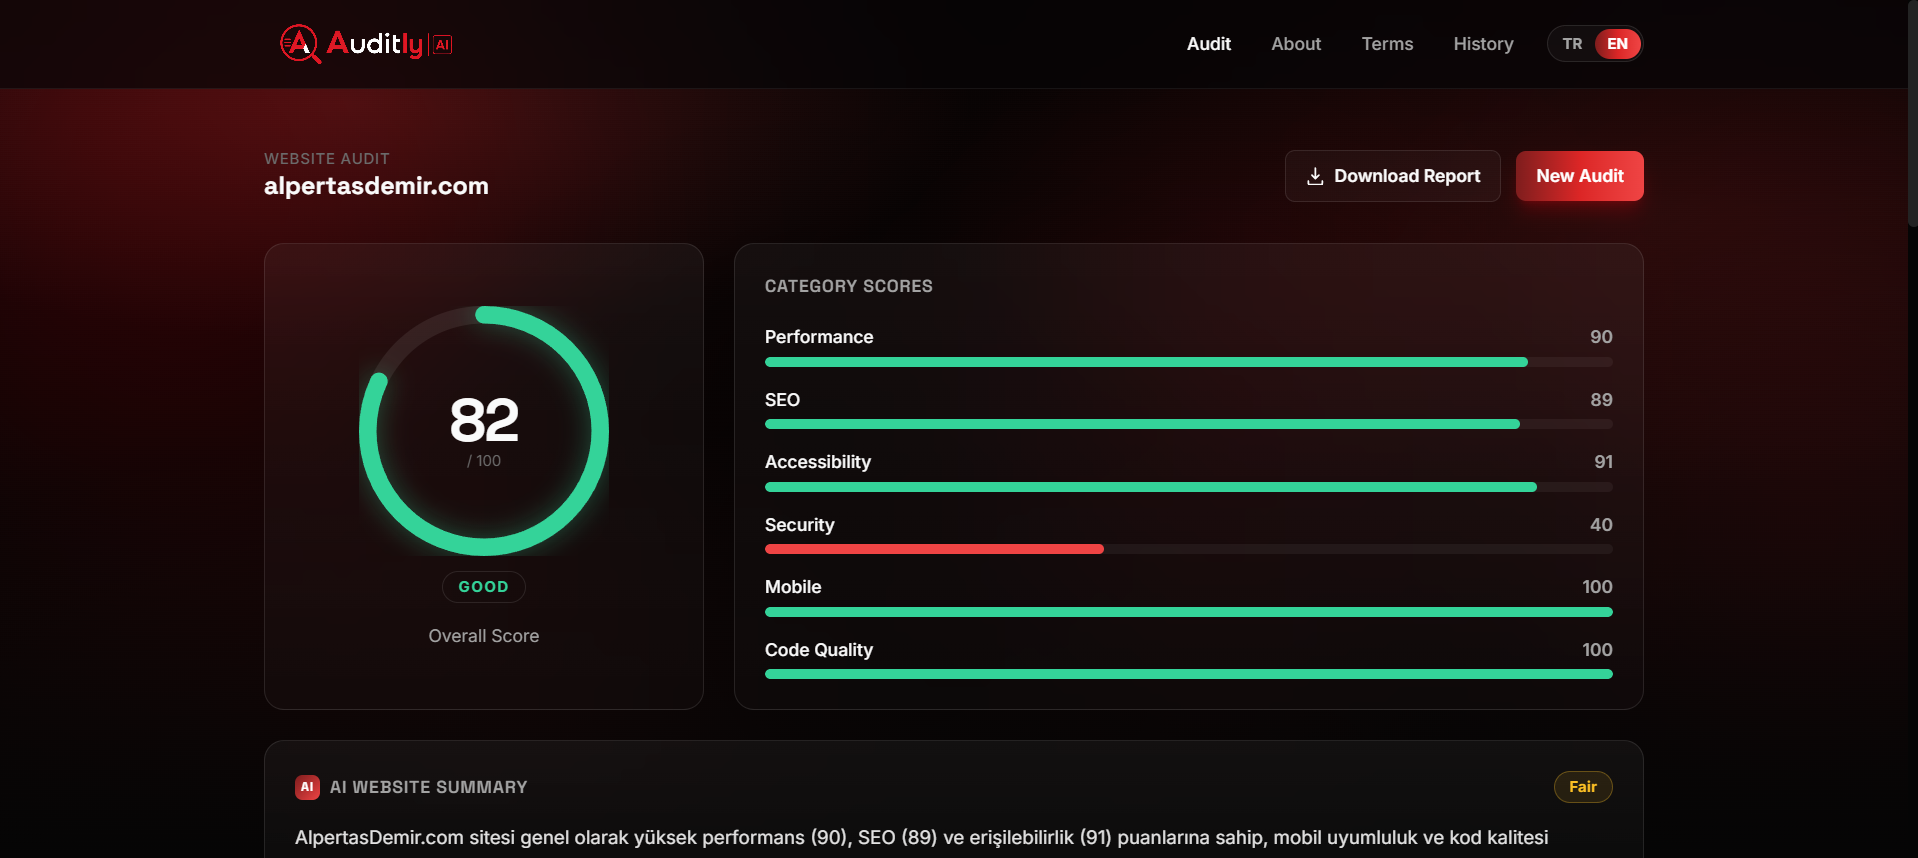 Auditly AI
Audit
About
Terms
History
TR
EN
WEBSITE AUDIT
alpertasdemir.com
Download Report
New Audit
82
/ 100
GOOD
Overall Score
CATEGORY SCORES
Performance 90
SEO 89
Accessibility 91
Security 40
Mobile 100
Code Quality 100
AI AI WEBSITE SUMMARY
Fair
AlpertasDemir.com sitesi genel olarak yüksek performans (90), SEO (89) ve erişilebilirlik (91) puanlarına sahip, mobil uyumluluk ve kod kalitesi